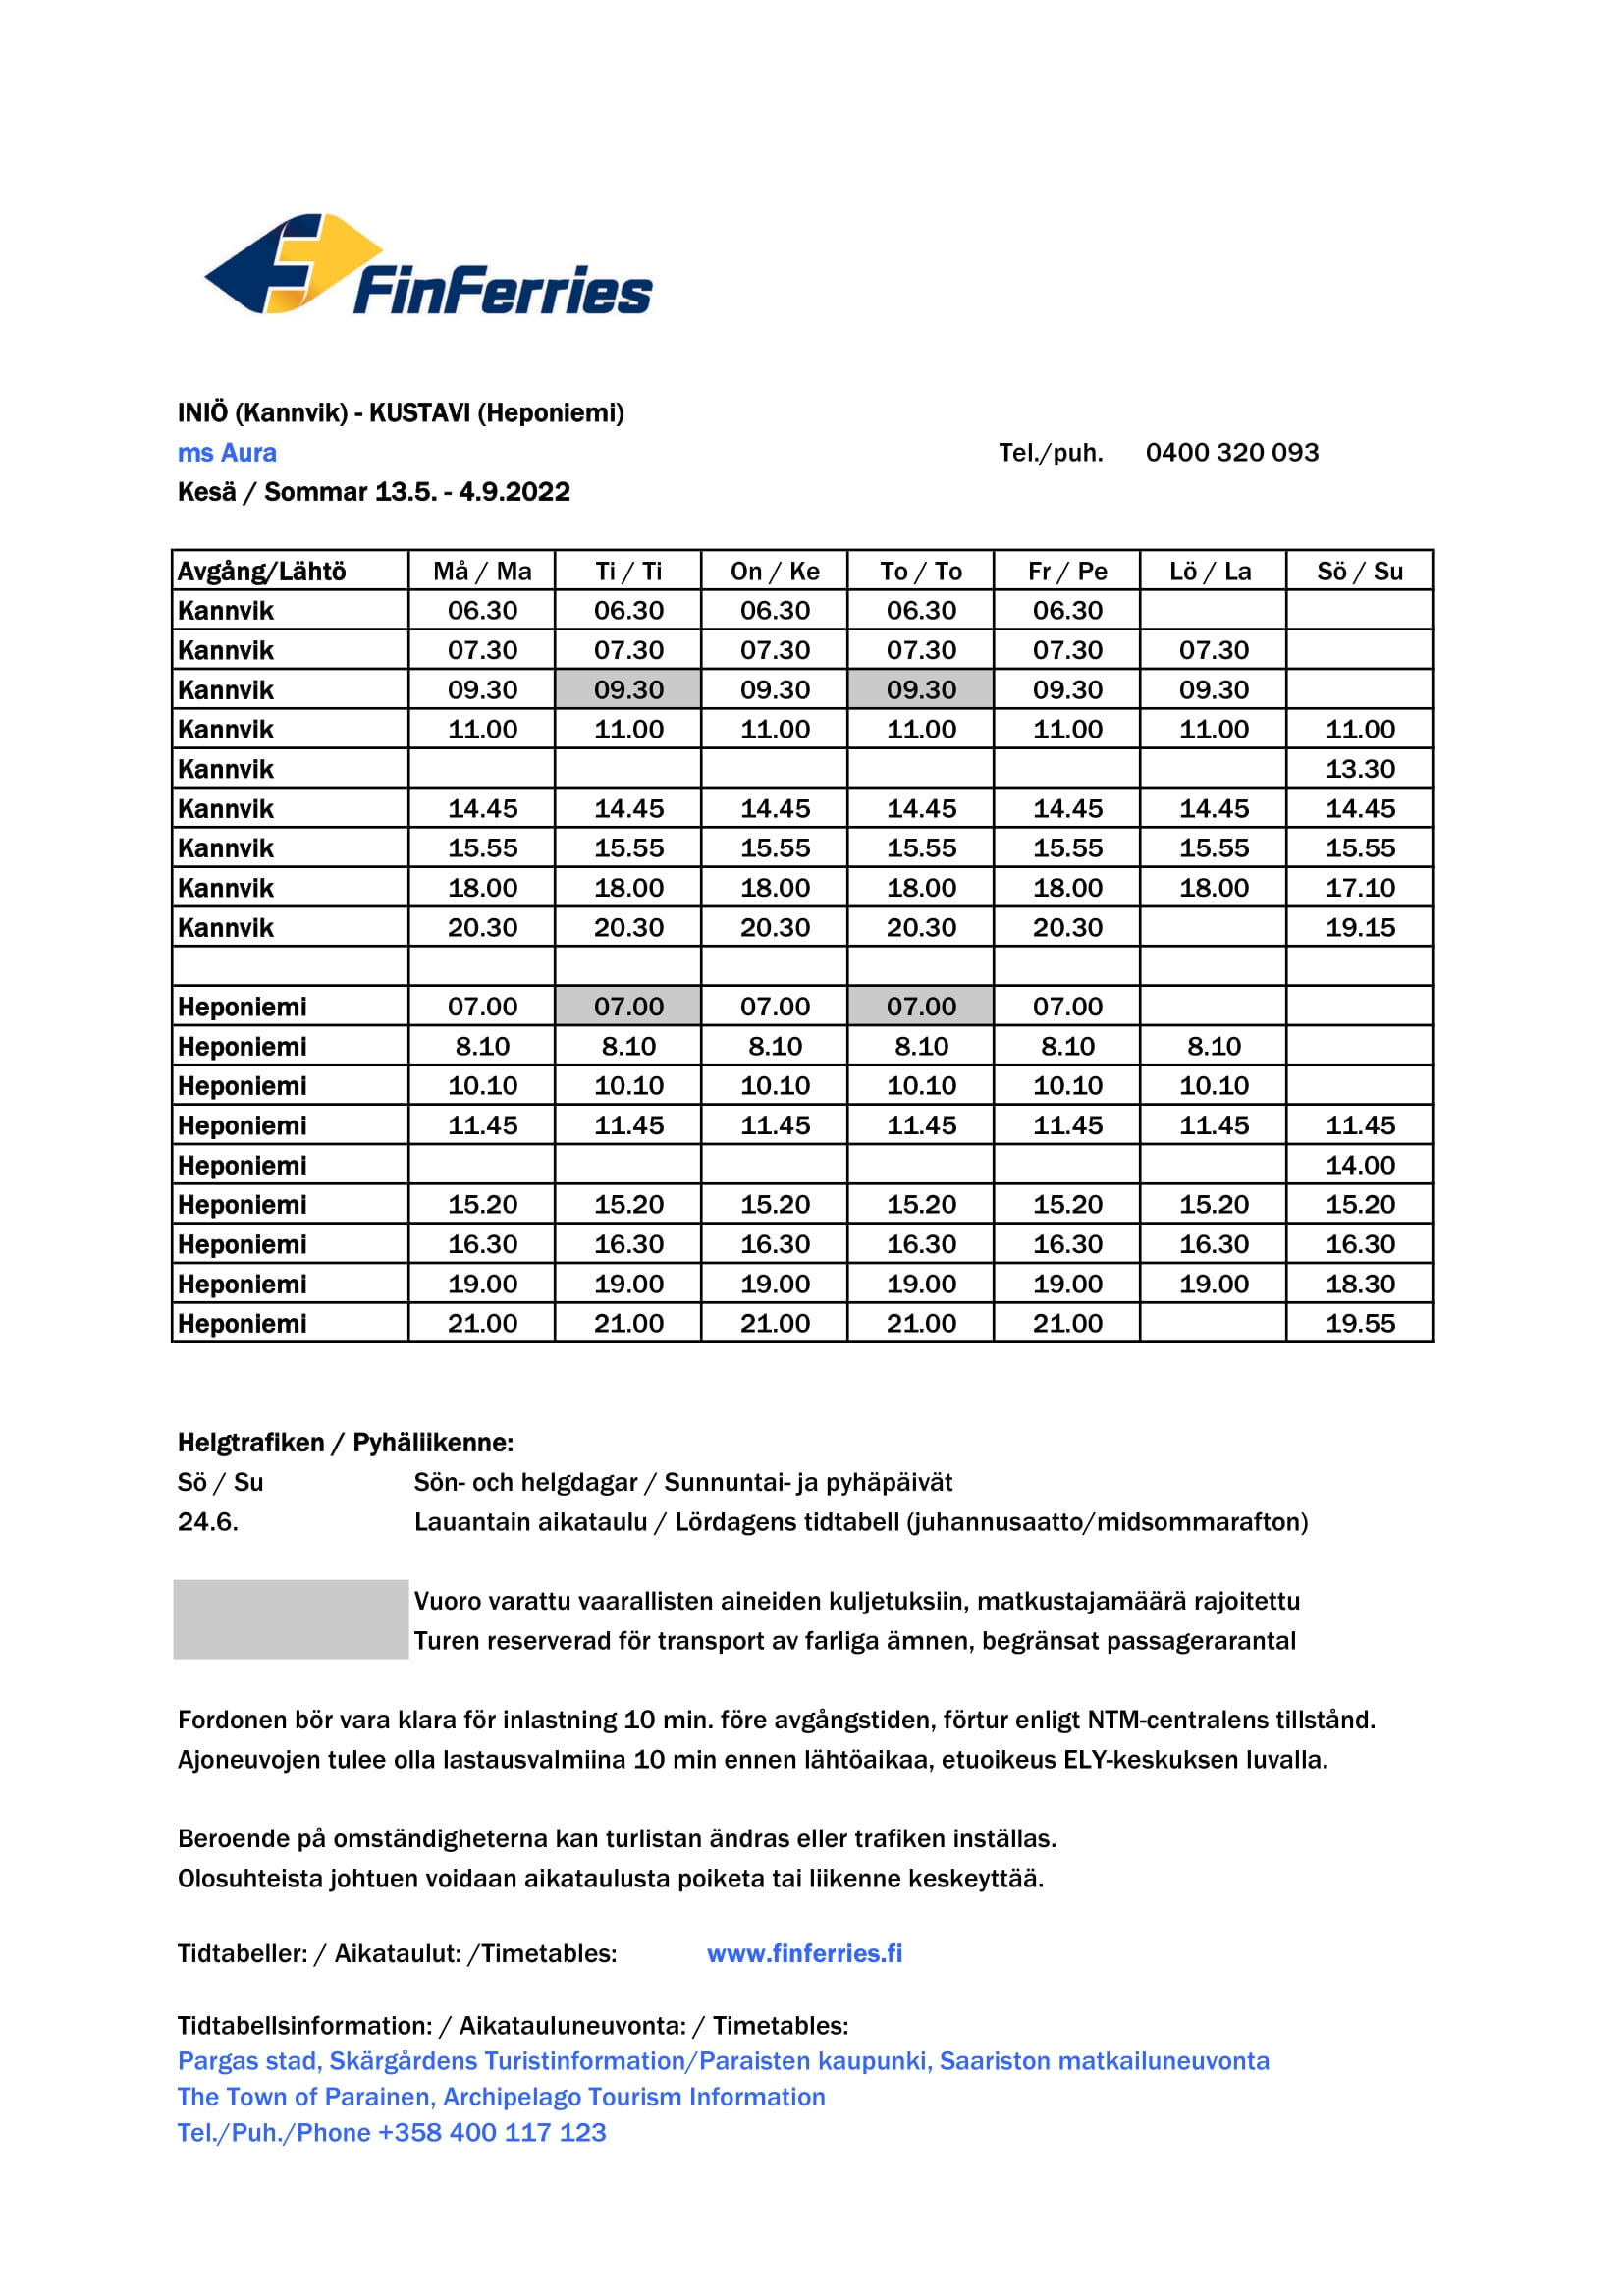 FinFerries
INIÖ (Kannvik) - KUSTAVI (Heponiemi)
ms Aura Tel./puh. 0400 320 093
Kesä / Sommar 13.5. - 4.9.2022
Avgång/Lähtö Må / Ma Ti / Ti On / Ke To / To Fr / Pe Lö / La Sö / Su
Kannvik 06.30 06.30 06.30 06.30 06.30
Kannvik 07.30 07.30 07.30 07.30 07.30 07.30
Kannvik 09.30 09.30 09.30 09.30 09.30 09.30
Kannvik 11.00 11.00 11.00 11.00 11.00 11.00 11.00
Kannvik 13.30
Kannvik 14.45 14.45 14.45 14.45 14.45 14.45 14.45
Kannvik 15.55 15.55 15.55 15.55 15.55 15.55 15.55
Kannvik 18.00 18.00 18.00 18.00 18.00 18.00 17.10
Kannvik 20.30 20.30 20.30 20.30 20.30 19.15
Heponiemi 07.00 07.00 07.00 07.00 07.00
Heponiemi 8.10 8.10 8.10 8.10 8.10 8.10
Heponiemi 10.10 10.10 10.10 10.10 10.10 10.10
Heponiemi 11.45 11.45 11.45 11.45 11.45 11.45 11.45
Heponiemi 14.00
Heponiemi 15.20 15.20 15.20 15.20 15.20 15.20 15.20
Heponiemi 16.30 16.30 16.30 16.30 16.30 16.30 16.30
Heponiemi 19.00 19.00 19.00 19.00 19.00 19.00 18.30
Heponiemi 21.00 21.00 21.00 21.00 21.00 19.55
Helgtrafiken / Pyhäliikenne:
Sö / Su Sön- och helgdagar / Sunnuntai- ja pyhäpäivät
24.6. Lauantain aikataulu / Lördagens tidtabell (juhannusaatto/midsommarafton)
Vuoro varattu vaarallisten aineiden kuljetuksiin, matkustajamäärä rajoitettu
Turen reserverad för transport av farliga ämnen, begränsat passagerarantal
Fordonen bör vara klara för inlastning 10 min. före avgångstiden, förtur enligt NTM-centralens tillstånd.
Ajoneuvojen tulee olla lastausvalmiina 10 min ennen lähtöaikaa, etuoikeus ELY-keskuksen luvalla.
Beroende på omständigheterna kan turlistan ändras eller trafiken inställas.
Olosuhteista johtuen voidaan aikataulusta poiketa tai liikenne keskeyttää.
Tidtabeller: / Aikataulut: /Timetables: www.finferries.fi
Tidtabellsinformation: / Aikatauluneuvonta: / Timetables:
Pargas stad, Skärgårdens Turistinformation/Paraisten kaupunki, Saariston matkailuneuvonta
The Town of Parainen, Archipelago Tourism Information
Tel./Puh./Phone +358 400 117 123